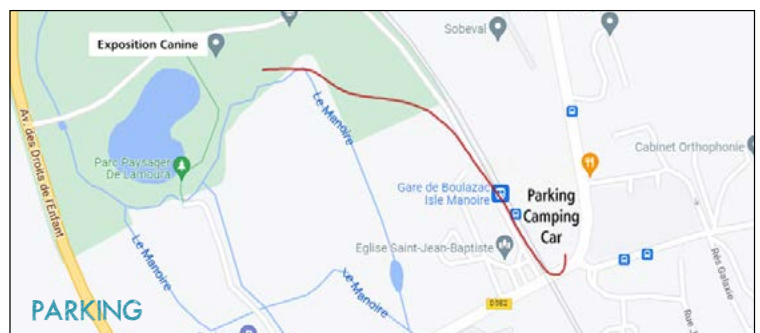 Sobeval
Exposition Canine
Av. des Droits de l'Enfant
Le Manoire
Cabinet Orthophonie
Parc Paysager
De Lamoura
Gare de Boulazac
Isle Manoire
Parking
Camping
Car
Le Manoire
Eglise Saint-Jean-Baptiste
Le Manoire
Rés Galaxie
D5E2
PARKING
Rue J